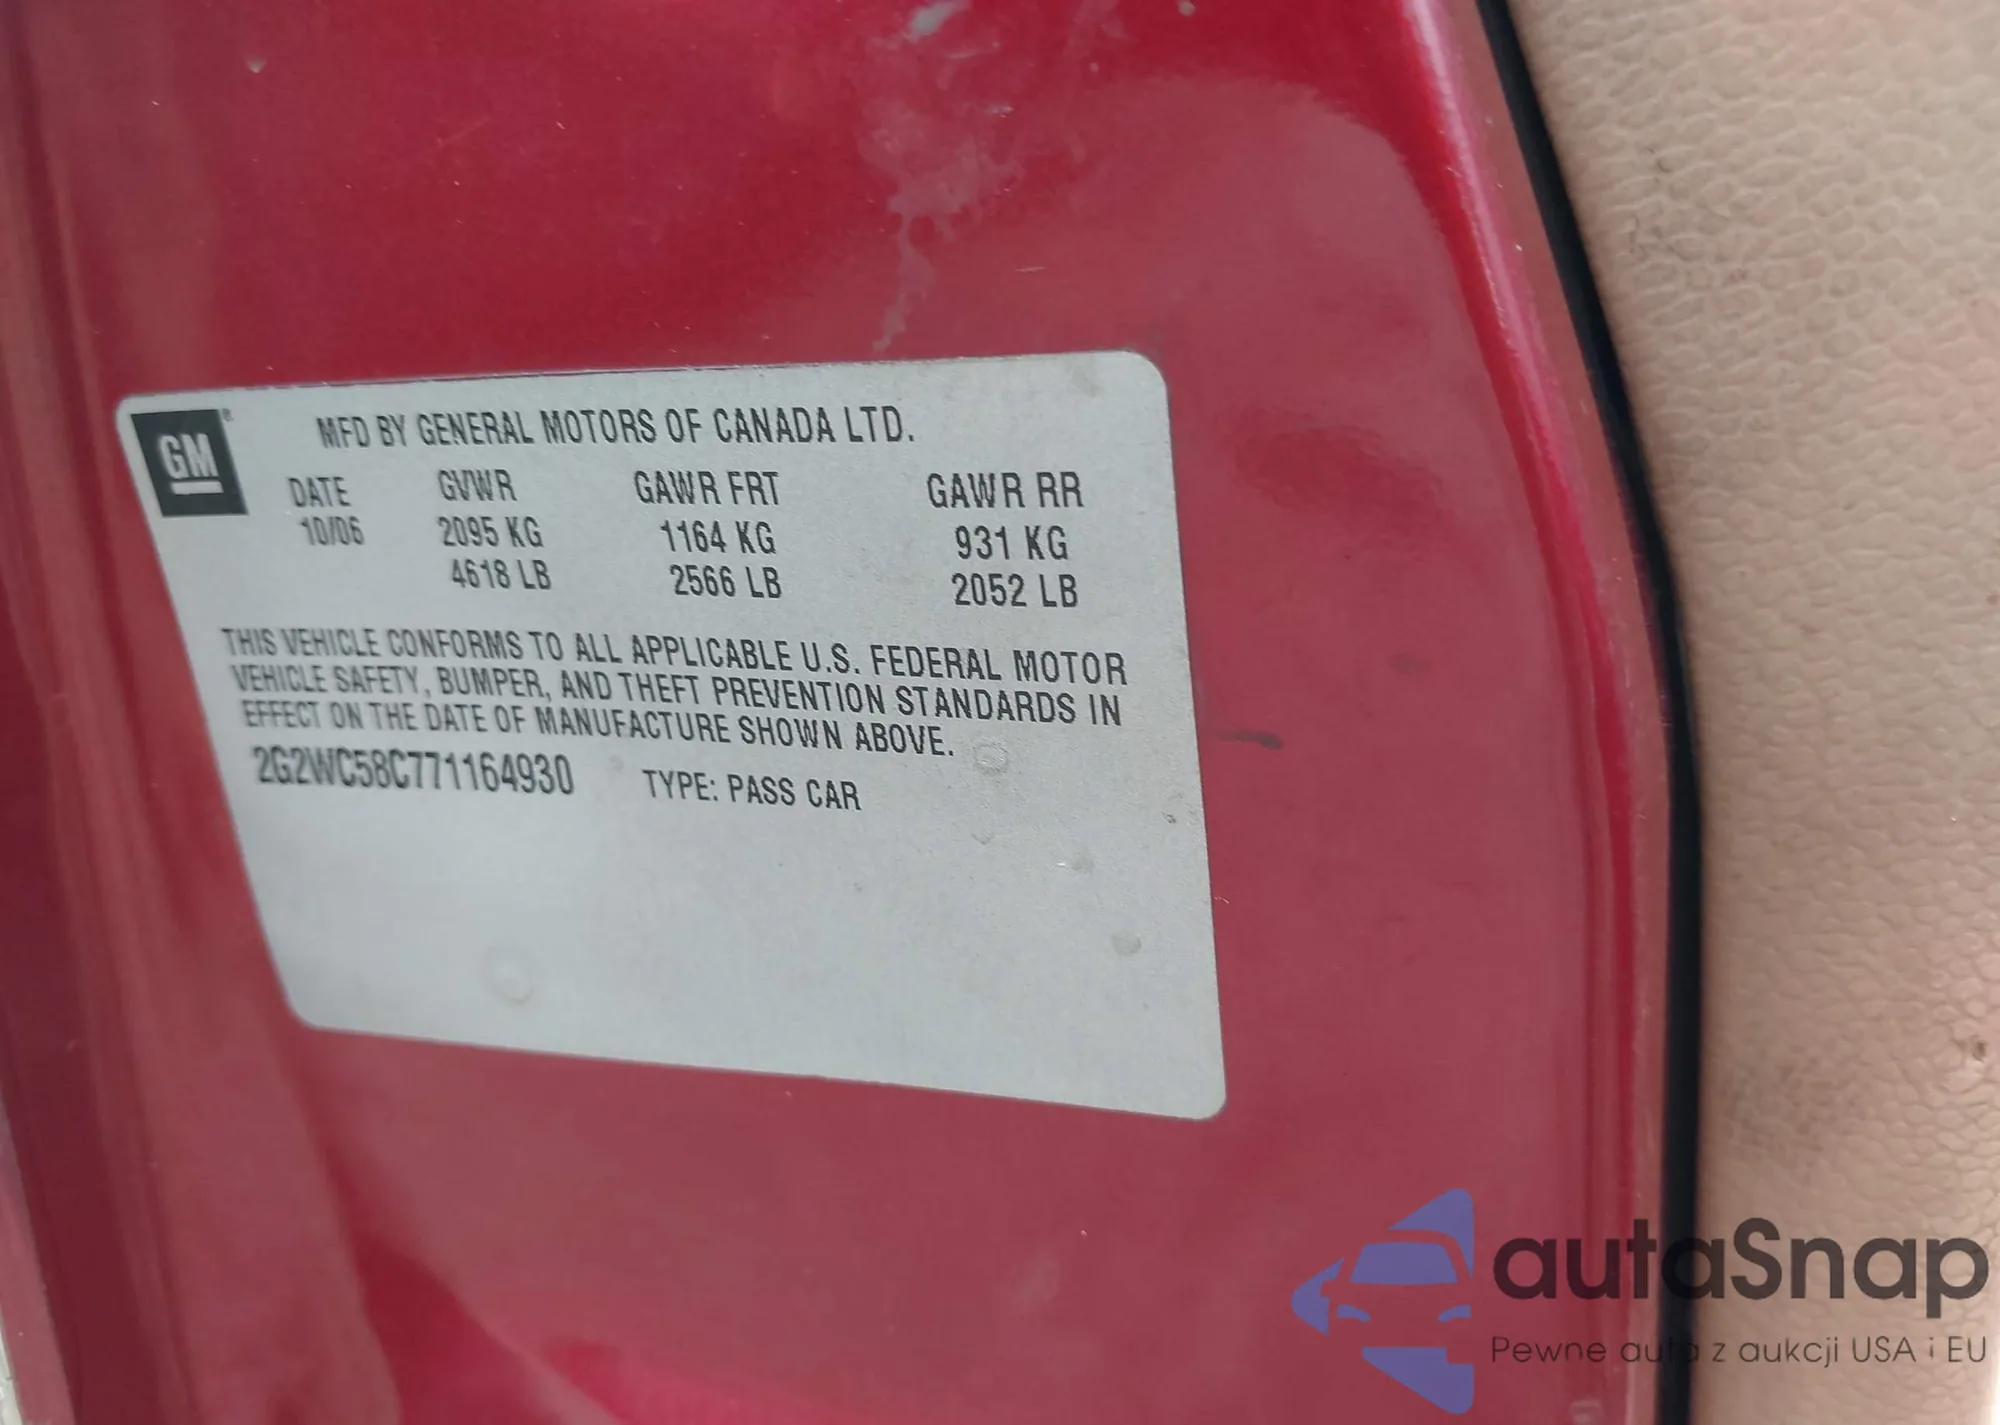 GM®
MFD BY GENERAL MOTORS OF CANADA LTD.
DATE GVWR GAWR FRT GAWR RR
10/06 2095 KG 1164 KG 931 KG
4618 LB 2566 LB 2052 LB
THIS VEHICLE CONFORMS TO ALL APPLICABLE U.S. FEDERAL MOTOR
VEHICLE SAFETY, BUMPER, AND THEFT PREVENTION STANDARDS IN
EFFECT ON THE DATE OF MANUFACTURE SHOWN ABOVE.
2G2WC58C771164930 TYPE: PASS CAR
autaSnap
Pewne auta z aukcji USA i EU